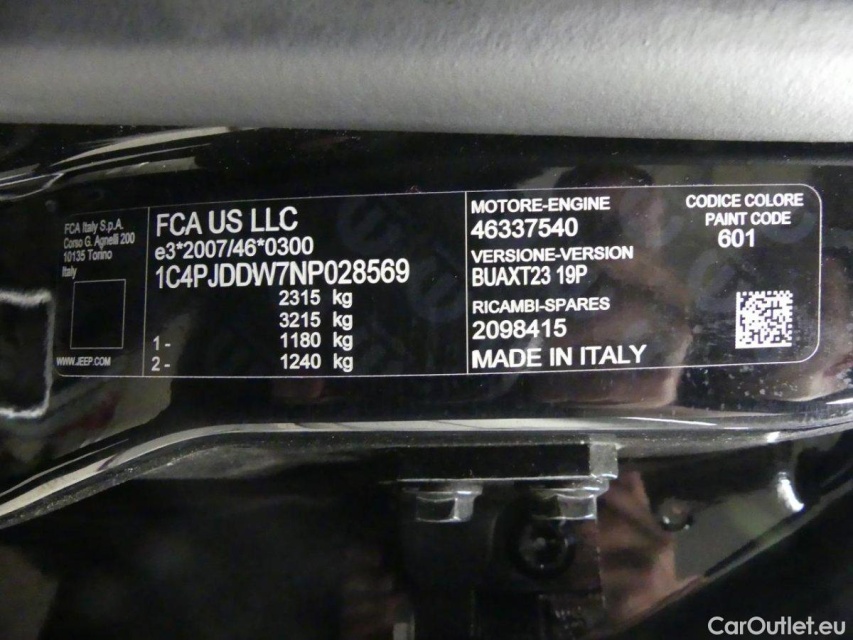 FCA Italy S.p.A.
Corso G. Agnelli 200
10135 Torino
Italy
WWW.JEEP.COM
FCA US LLC
e3*2007/46*0300
1C4PJDDW7NP028569
2315 kg
3215 kg
1- 1180 kg
2- 1240 kg
MOTORE-ENGINE
46337540
VERSIONE-VERSION
BUAXT23 19P
RICAMBI-SPARES
2098415
MADE IN ITALY
CODICE COLORE
PAINT CODE
601
CarOutlet.eu